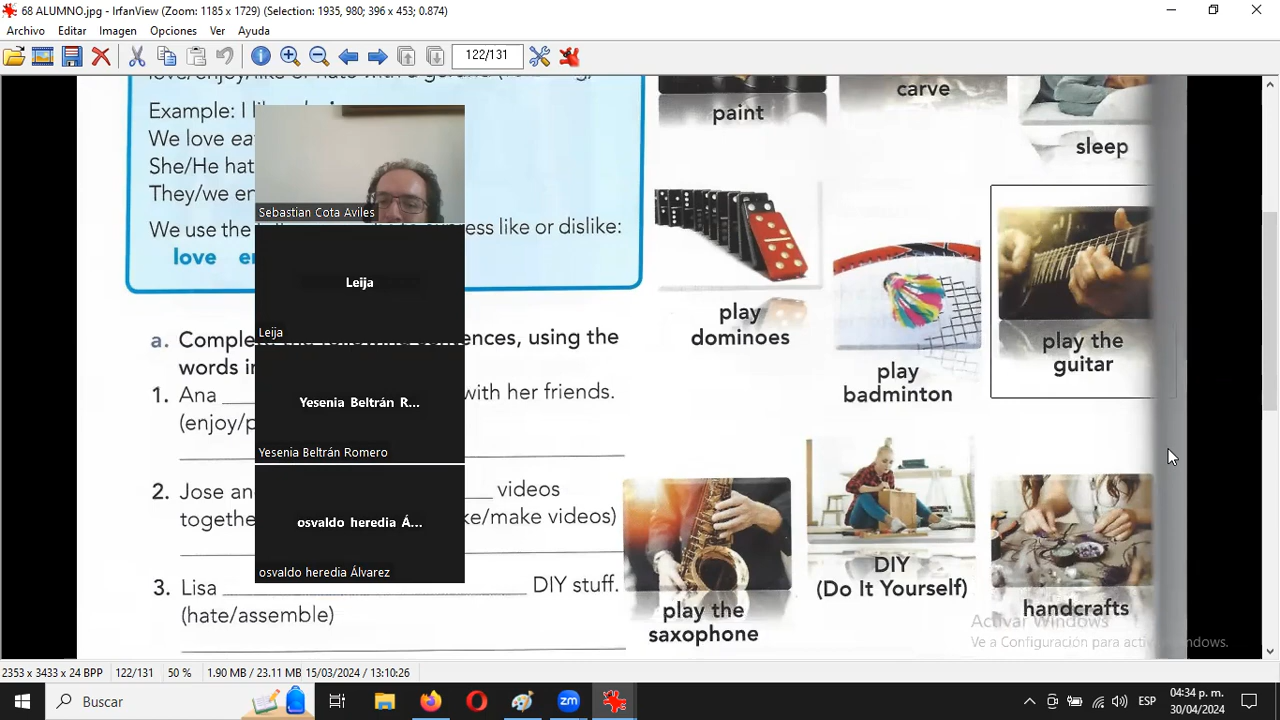 68 ALUMNO.jpg - IrfanView (Zoom: 1185 x 1729) - (Selection: 1935, 980; 396 x 453; 0.874)
Archivo Editar Imagen Opciones Ver Ayuda
122/131
Example: I
We love ea
She/He hat
They/we en
We use the
ess like or dislike:
love
a. Comple
ences, using the
words in
1. Ana
with her friends.
(enjoy/p
2. Jose an
videos
togethe
ke/make videos)
3. Lisa
DIY stuff.
(hate/assemble)
Sebastian Cota Aviles
Leija
Leija
Yesenia Beltrán R...
Yesenia Beltrán Romero
osvaldo heredia Á...
osvaldo heredia Álvarez
paint
carve
sleep
play
dominoes
play
badminton
play the
guitar
play the
saxophone
DIY
(Do It Yourself)
handcrafts
Activar Windows
Ve a Configuración para activar Windows.
2353 x 3433 x 24 BPP 122/131 50 % 1.90 MB / 23.11 MB 15/03/2024 / 13:10:26
Buscar
zm
ESP
04:34 p. m.
30/04/2024